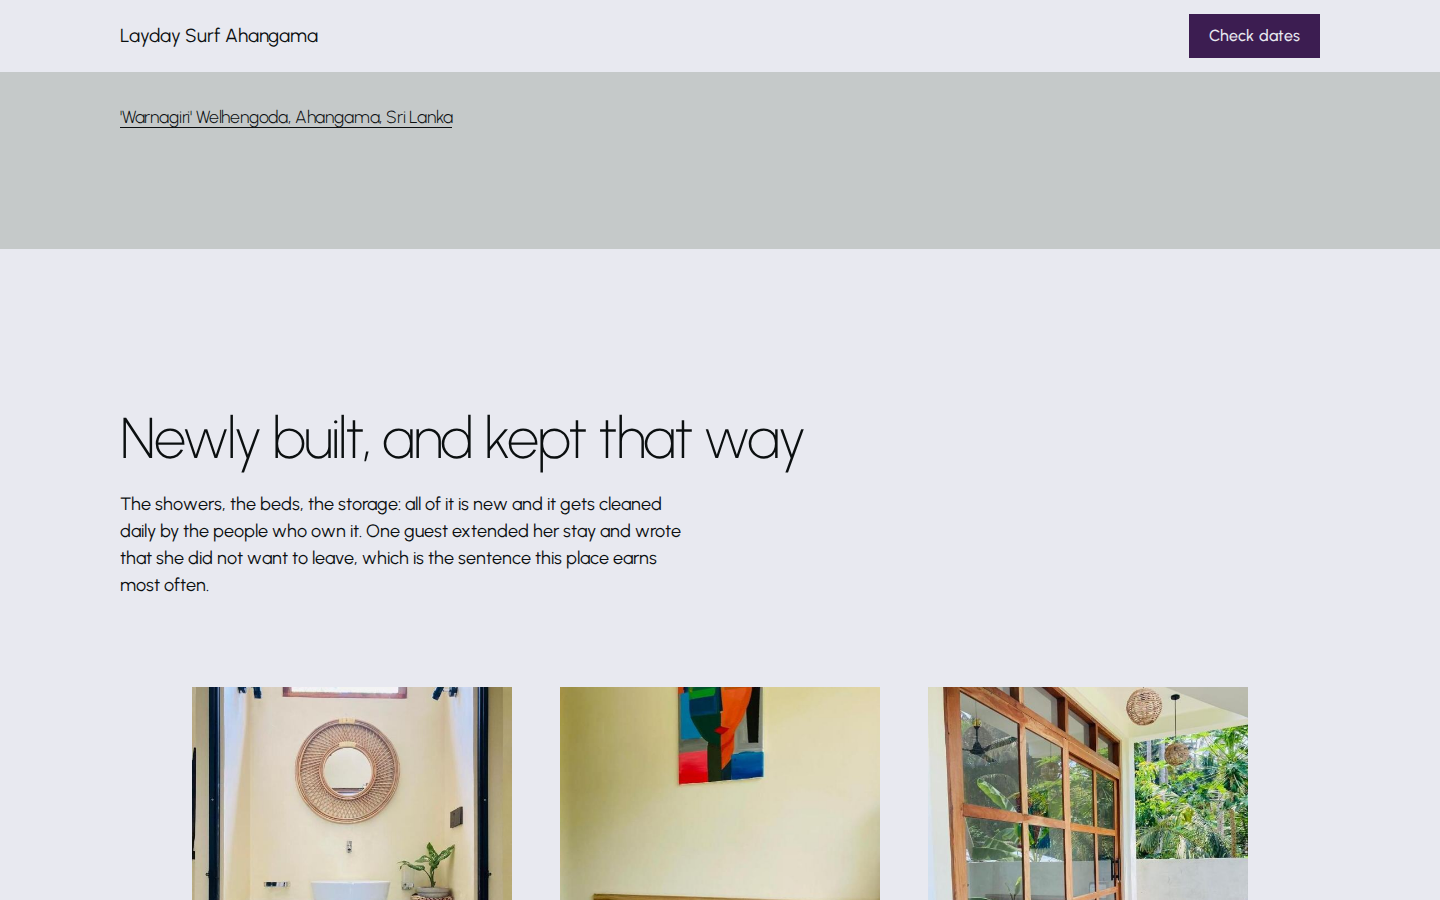 Layday Surf Ahangama
Check dates
'Warnagiri' Welhengoda, Ahangama, Sri Lanka
Newly built, and kept that way
The showers, the beds, the storage: all of it is new and it gets cleaned
daily by the people who own it. One guest extended her stay and wrote
that she did not want to leave, which is the sentence this place earns
most often.